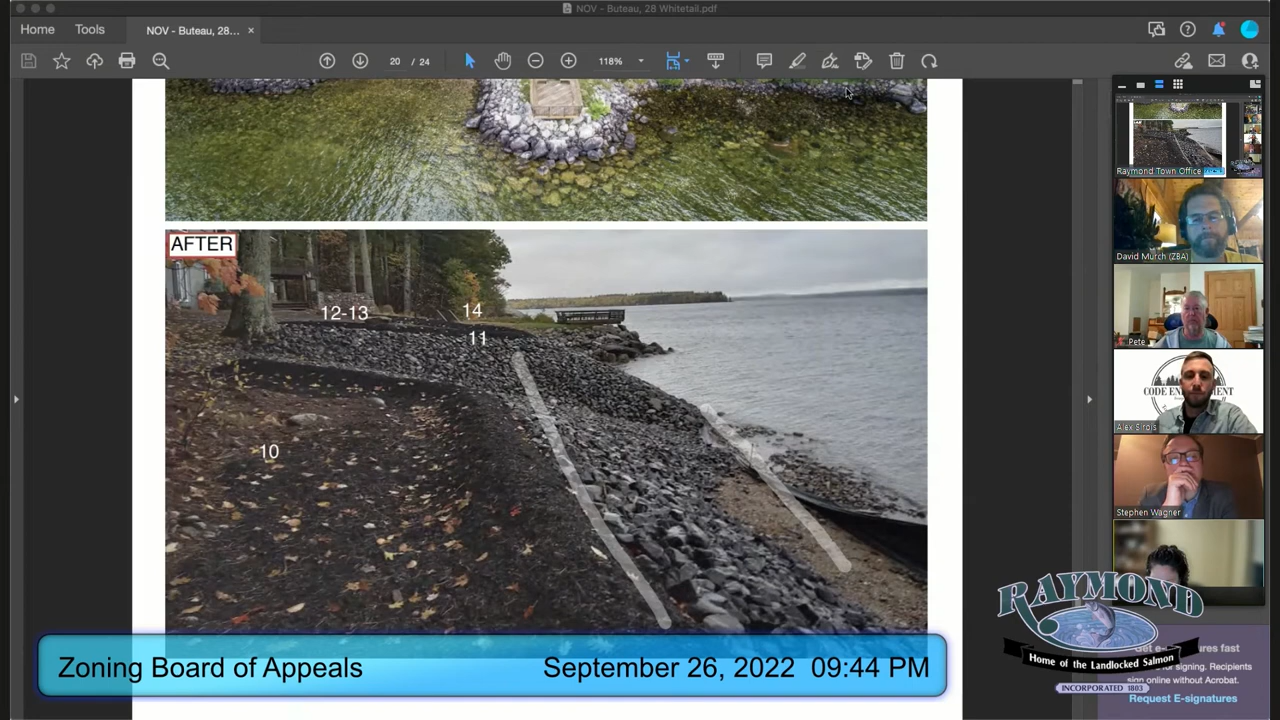 NOV - Buteau, 28 Whitetail.pdf
Home Tools NOV - Buteau, 28 W... ×
20 / 24 118%
AFTER
12-13
14
11
10
Raymond Town Office
David Murch (ZBA)
Pete
CODE EN
MENT
Alex Sirois
Stephen Wagner
RAYMOND
Home of the Landlocked Salmon
INCORPORATED 1803
Get e- ures fast
for signing. Recipients
sign online without Acrobat.
Request E-signatures
Zoning Board of Appeals September 26, 2022 09:44 PM